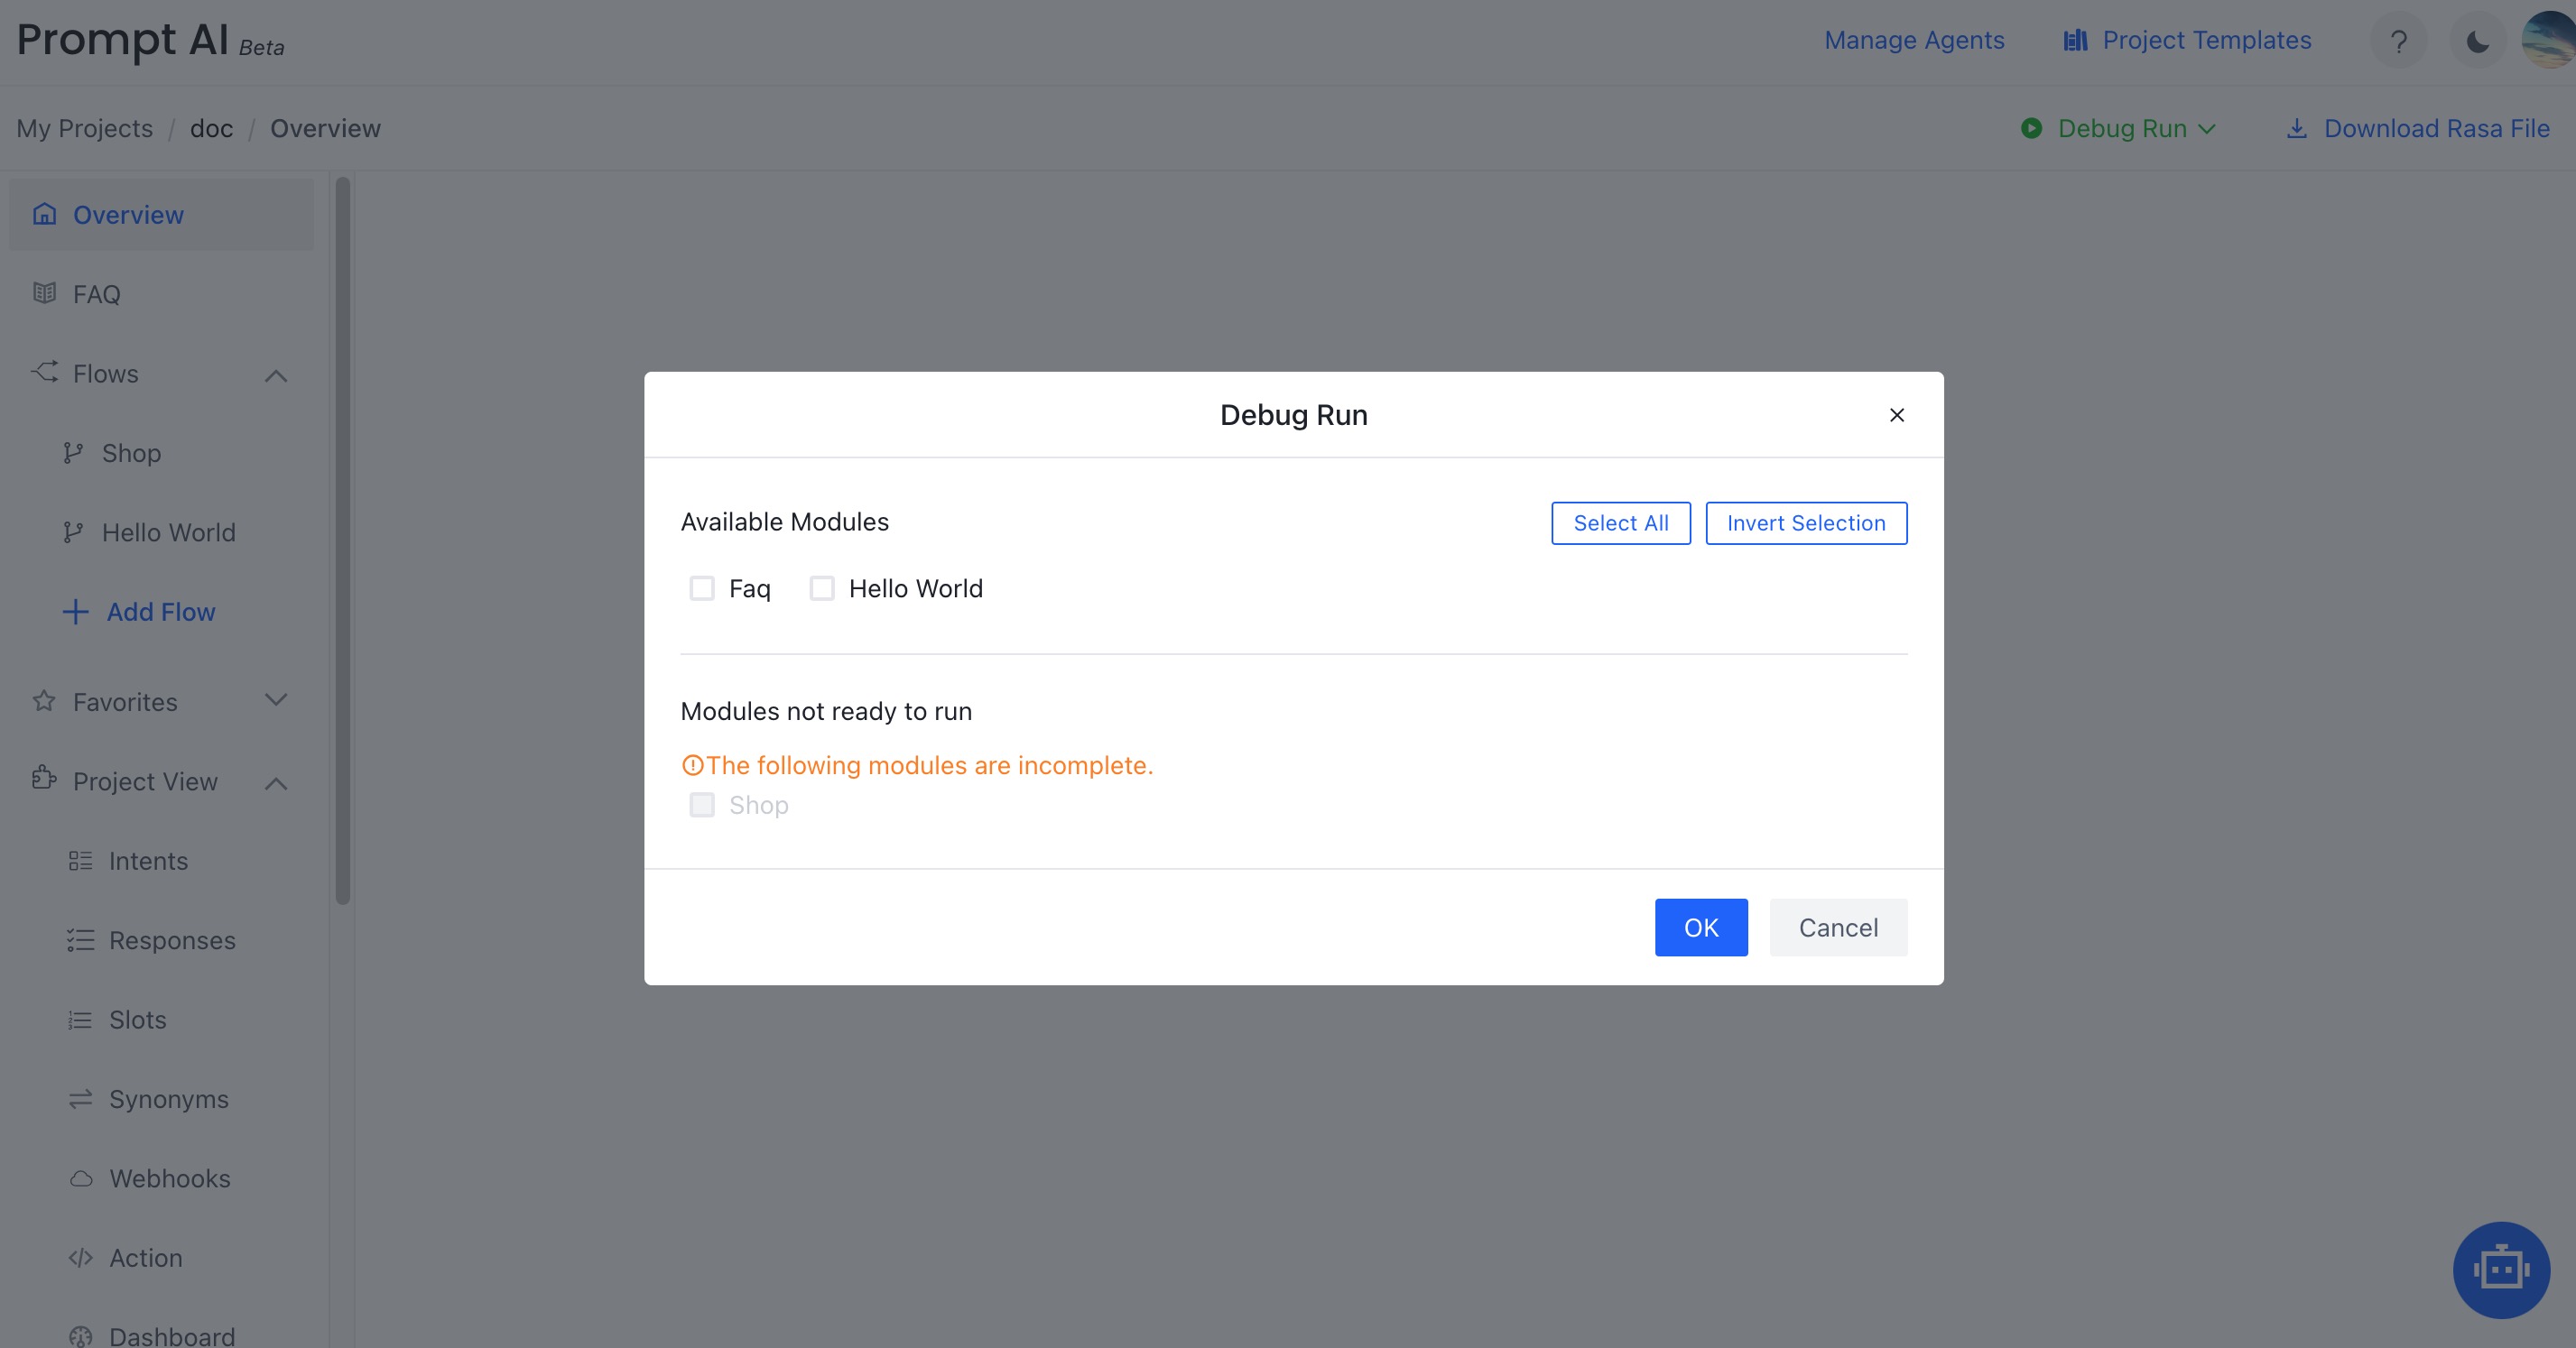 Prompt AI Beta
Manage Agents
Project Templates
?
My Projects / doc / Overview
Debug Run
Download Rasa File
Overview
FAQ
Flows
Shop
Hello World
Add Flow
Favorites
Project View
Intents
Responses
Slots
Synonyms
Webhooks
Action
Dashboard
Debug Run
Available Modules
Select All
Invert Selection
Faq
Hello World
Modules not ready to run
The following modules are incomplete.
Shop
OK
Cancel